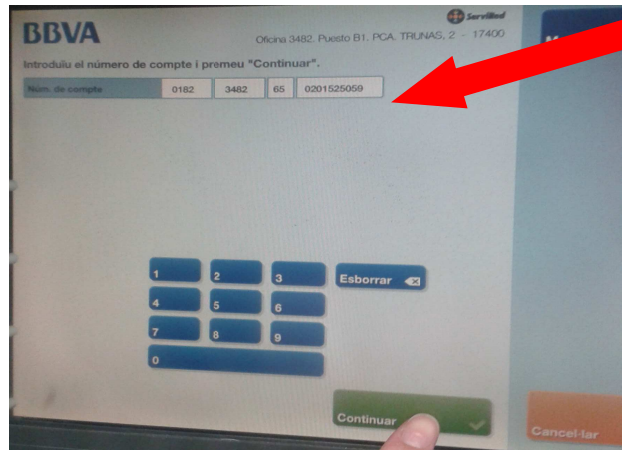 ServiRed
BBVA
Oficina 3482. Puesto B1. PCA. TRUNAS, 2 - 17400
Introduïu el número de compte i premeu "Continuar".
Núm. de compte 0182 3482 65 0201525059
1 2 3 Esborrar
4 5 6
7 8 9
0
Continuar
Cancel·lar